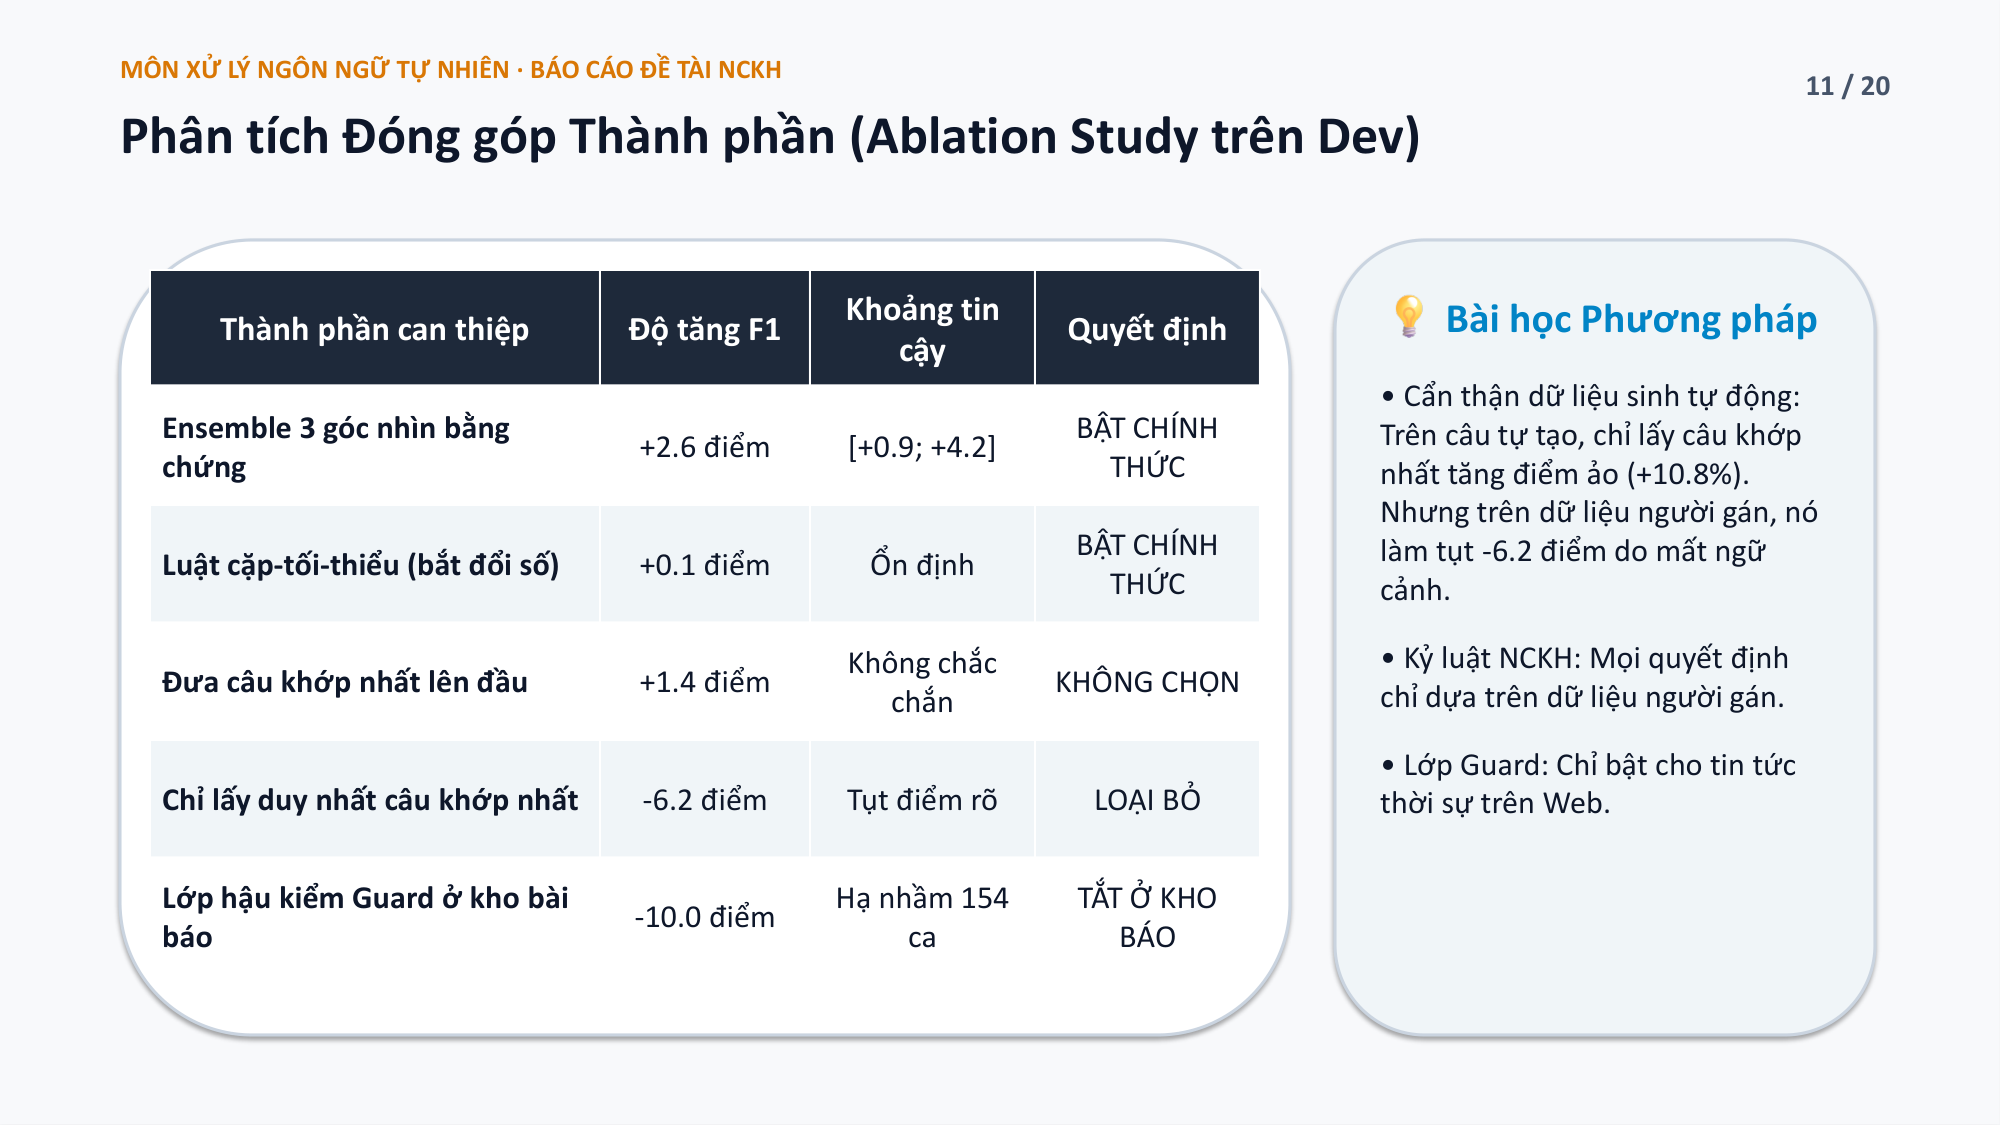 MÔN XỬ LÝ NGÔN NGỮ TỰ NHIÊN · BÁO CÁO ĐỀ TÀI NCKH
11 / 20
Phân tích Đóng góp Thành phần (Ablation Study trên Dev)
Thành phần can thiệp
Độ tăng F1
Khoảng tin
cậy
Quyết định
Ensemble 3 góc nhìn bằng
chứng
+2.6 điểm
[+0.9; +4.2]
BẬT CHÍNH
THỨC
Luật cặp-tối-thiểu (bắt đổi số)
+0.1 điểm
Ổn định
BẬT CHÍNH
THỨC
Đưa câu khớp nhất lên đầu
+1.4 điểm
Không chắc
chắn
KHÔNG CHỌN
Chỉ lấy duy nhất câu khớp nhất
-6.2 điểm
Tụt điểm rõ
LOẠI BỎ
Lớp hậu kiểm Guard ở kho bài
báo
-10.0 điểm
Hạ nhầm 154
ca
TẮT Ở KHO
BÁO
💡 Bài học Phương pháp
• Cẩn thận dữ liệu sinh tự động:
Trên câu tự tạo, chỉ lấy câu khớp
nhất tăng điểm ảo (+10.8%).
Nhưng trên dữ liệu người gán, nó
làm tụt -6.2 điểm do mất ngữ
cảnh.
• Kỷ luật NCKH: Mọi quyết định
chỉ dựa trên dữ liệu người gán.
• Lớp Guard: Chỉ bật cho tin tức
thời sự trên Web.